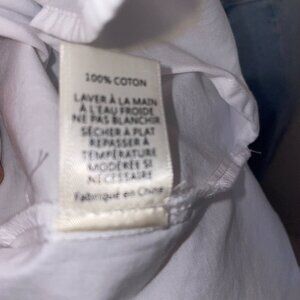 100% COTON
LAVER À LA MAIN
À L'EAU FROIDE
NE PAS BLANCHIR
SÉCHER À PLAT
REPASSER À
TEMPÉRATURE
MODÉRÉE SI
NÉCESSAIRE
Fabriqué en Chine